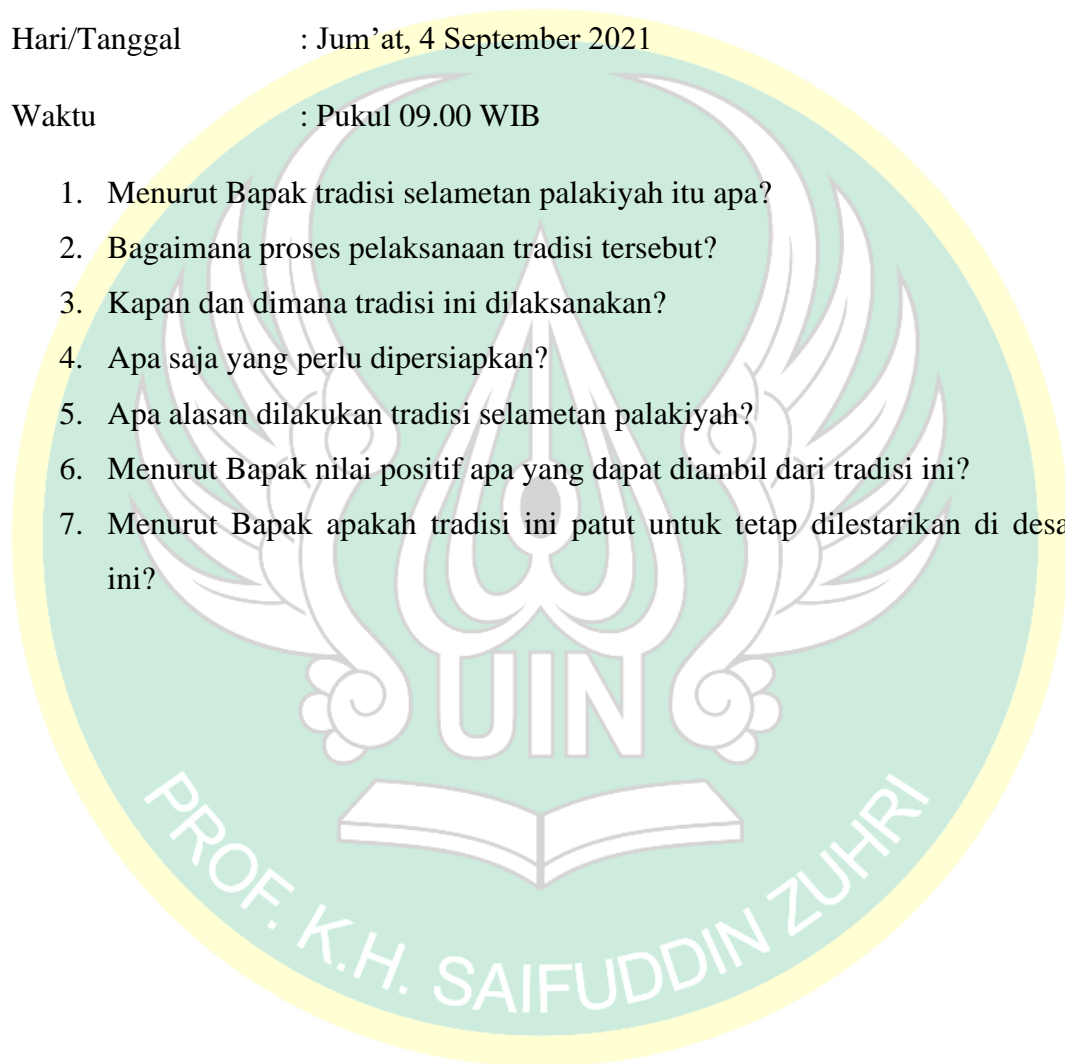 Hari/Tanggal : Jum’at, 4 September 2021
Waktu : Pukul 09.00 WIB
1. Menurut Bapak tradisi selametan palakiyah itu apa?
2. Bagaimana proses pelaksanaan tradisi tersebut?
3. Kapan dan dimana tradisi ini dilaksanakan?
4. Apa saja yang perlu dipersiapkan?
5. Apa alasan dilakukan tradisi selametan palakiyah?
6. Menurut Bapak nilai positif apa yang dapat diambil dari tradisi ini?
7. Menurut Bapak apakah tradisi ini patut untuk tetap dilestarikan di desa
ini?
UIN
PROF. K.H. SAIFUDDIN ZUHRI